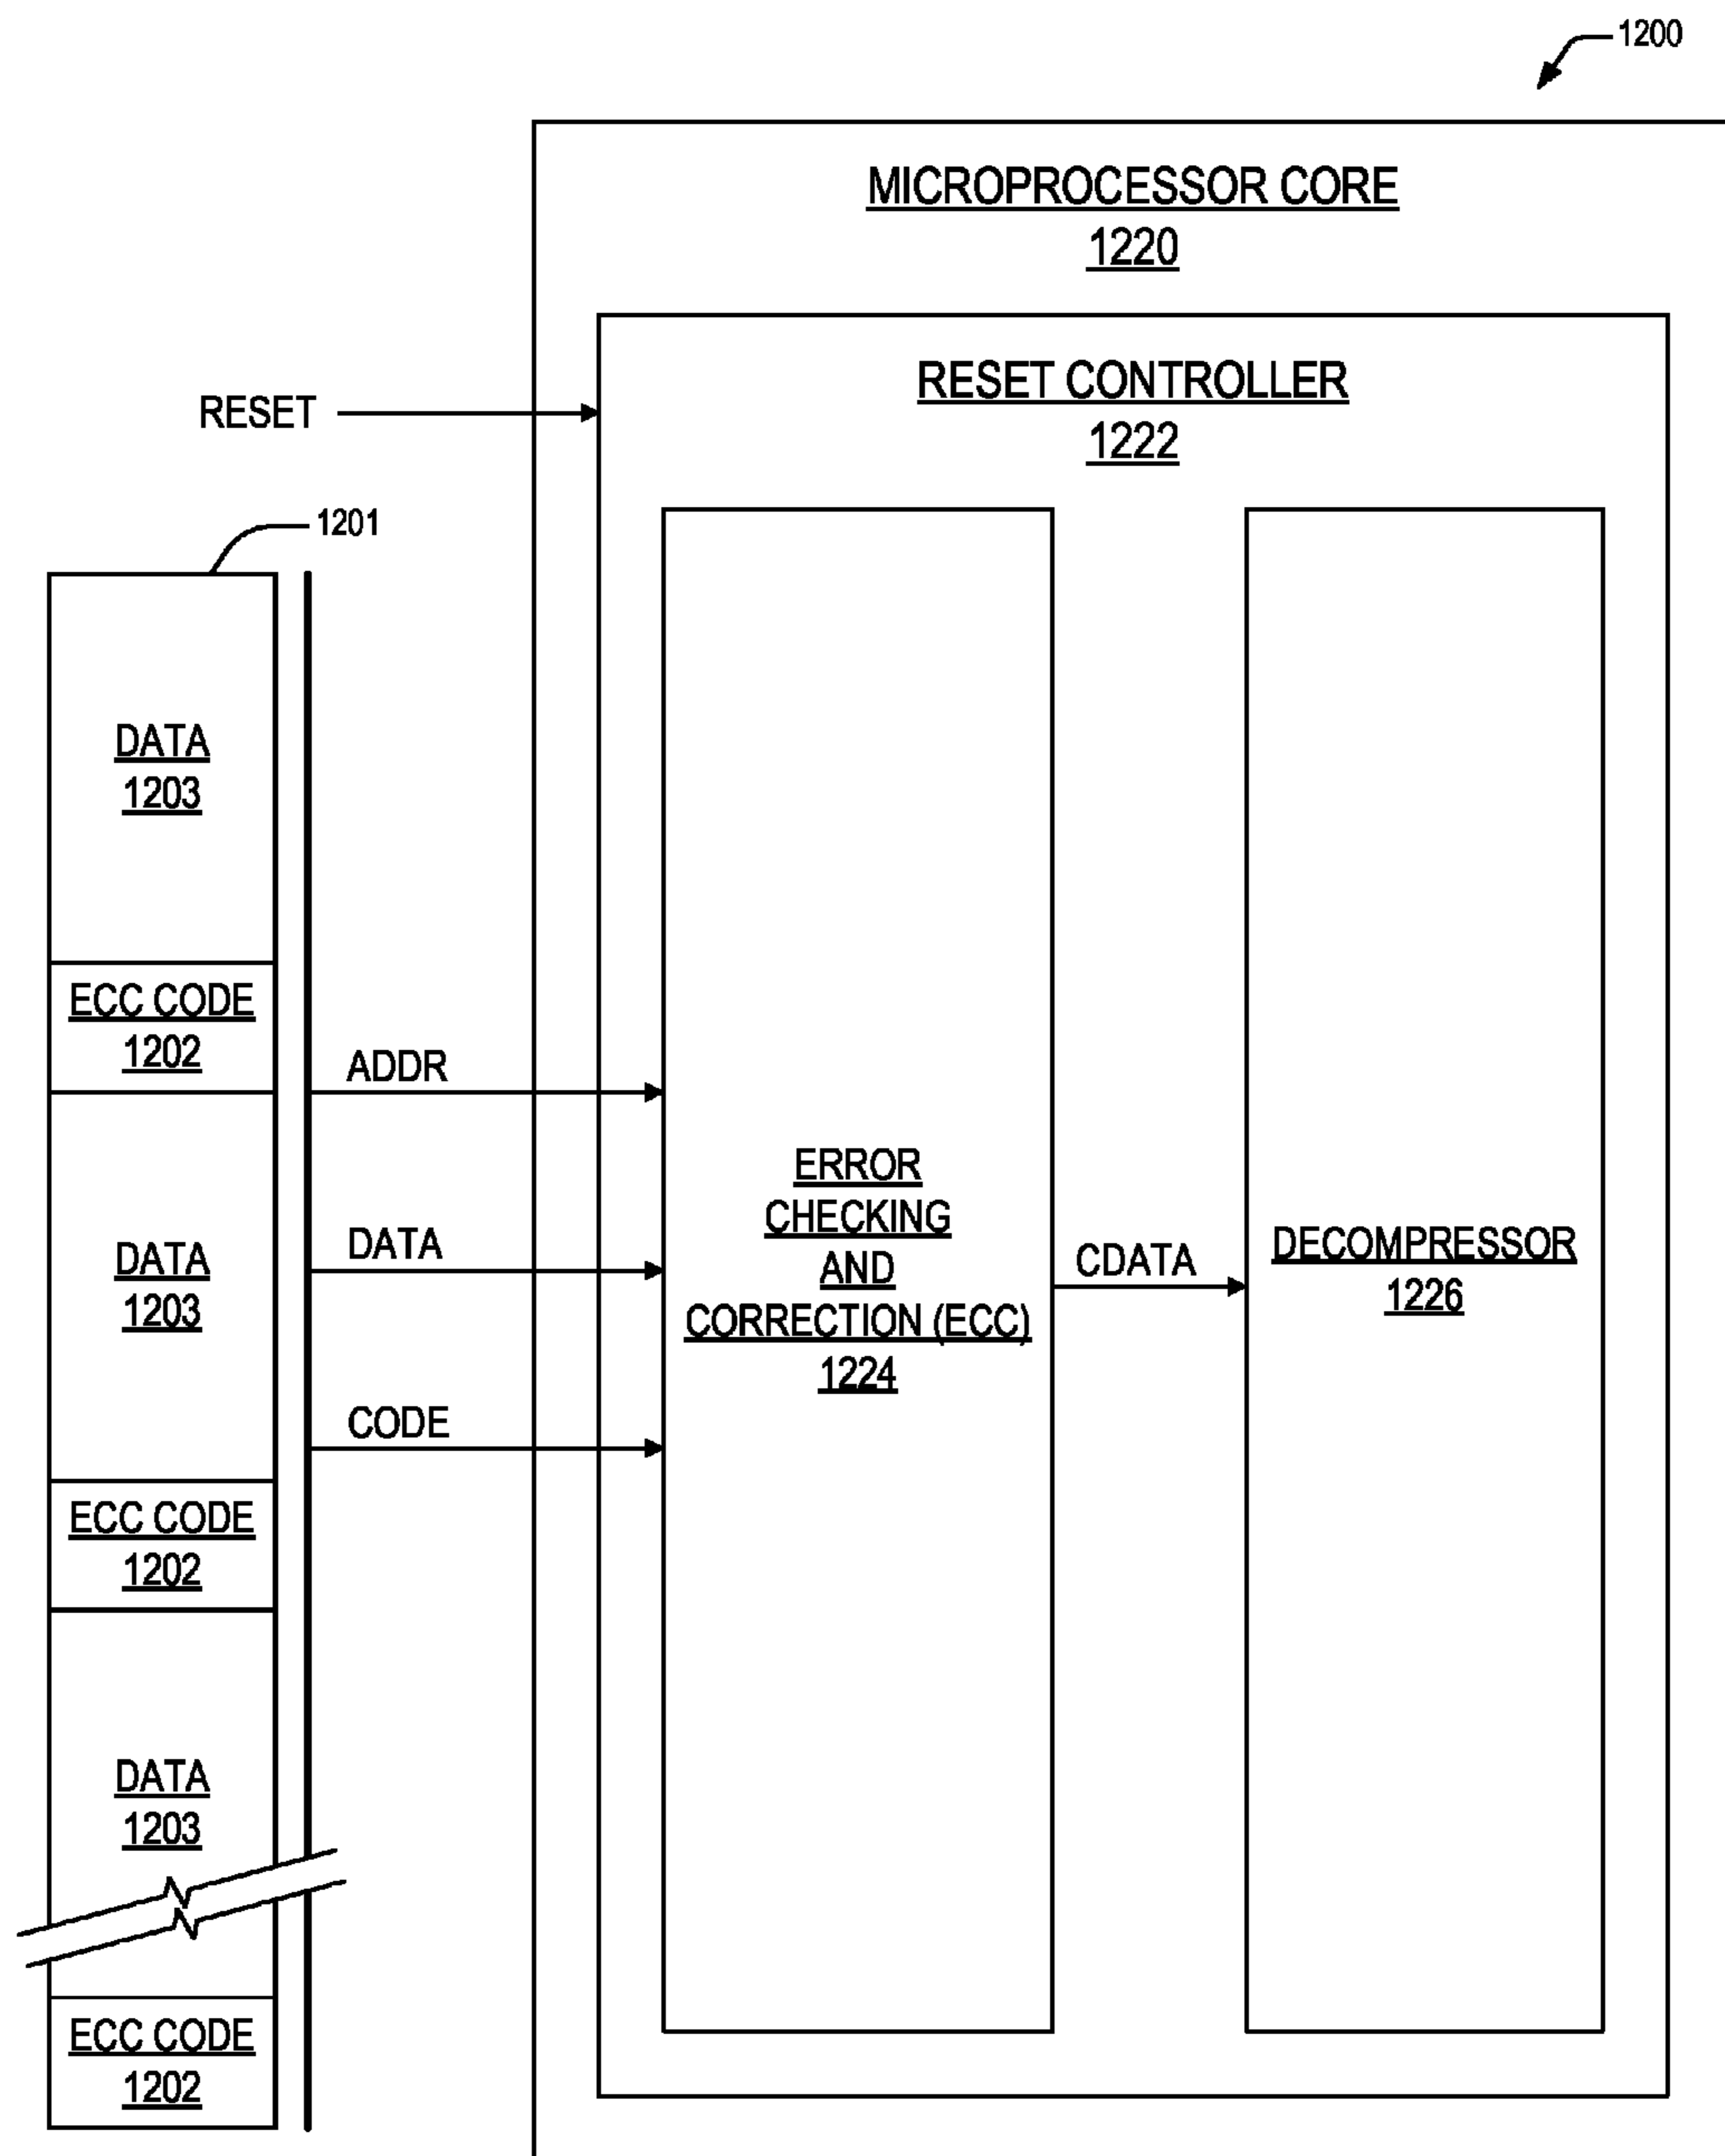 1200
MICROPROCESSOR CORE
1220
RESET CONTROLLER
1222
RESET
1201
DATA
1203
ECC CODE
1202
ADDR
DATA
1203
DATA
CODE
ERROR
CHECKING
AND
CORRECTION (ECC)
1224
CDATA
DECOMPRESSOR
1226
ECC CODE
1202
DATA
1203
ECC CODE
1202